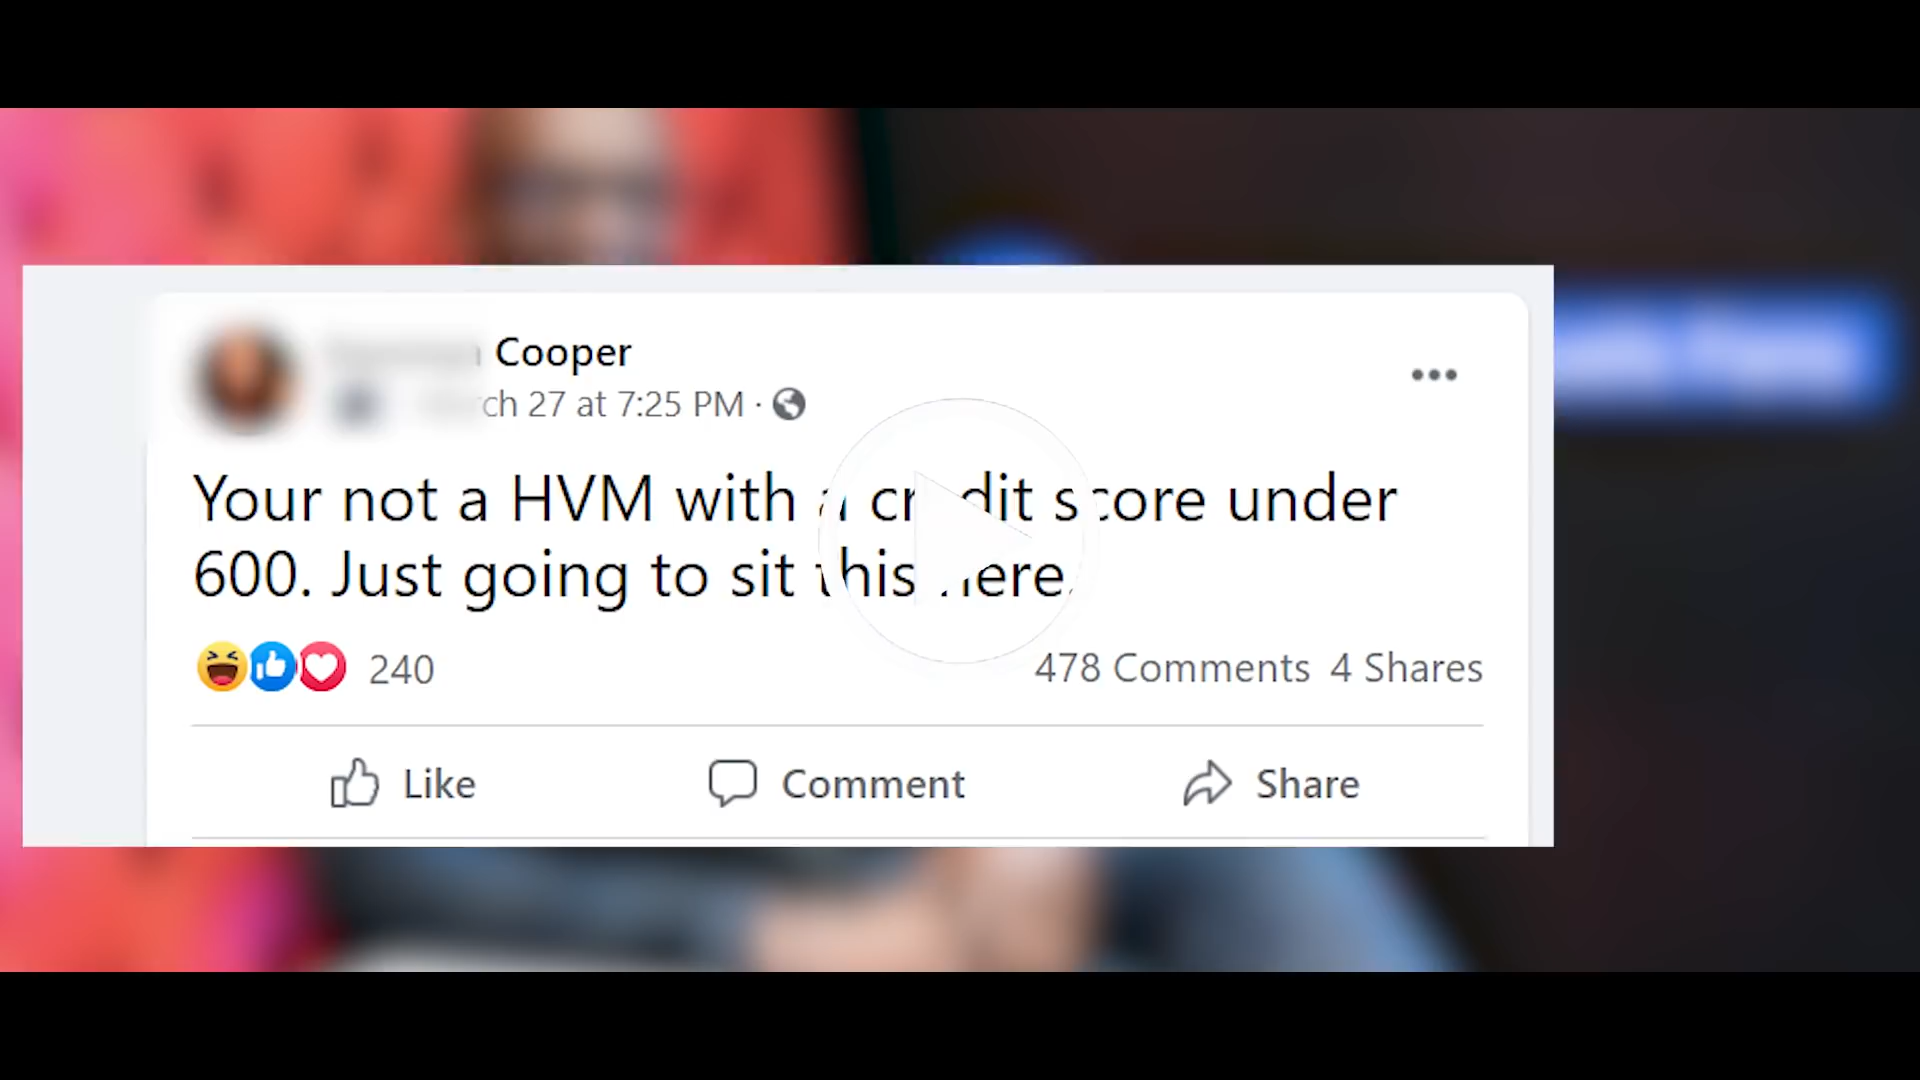 Cooper
ch 27 at 7:25 PM ·
Your not a HVM with a credit score under
600. Just going to sit this here.
240
478 Comments 4 Shares
Like
Comment
Share